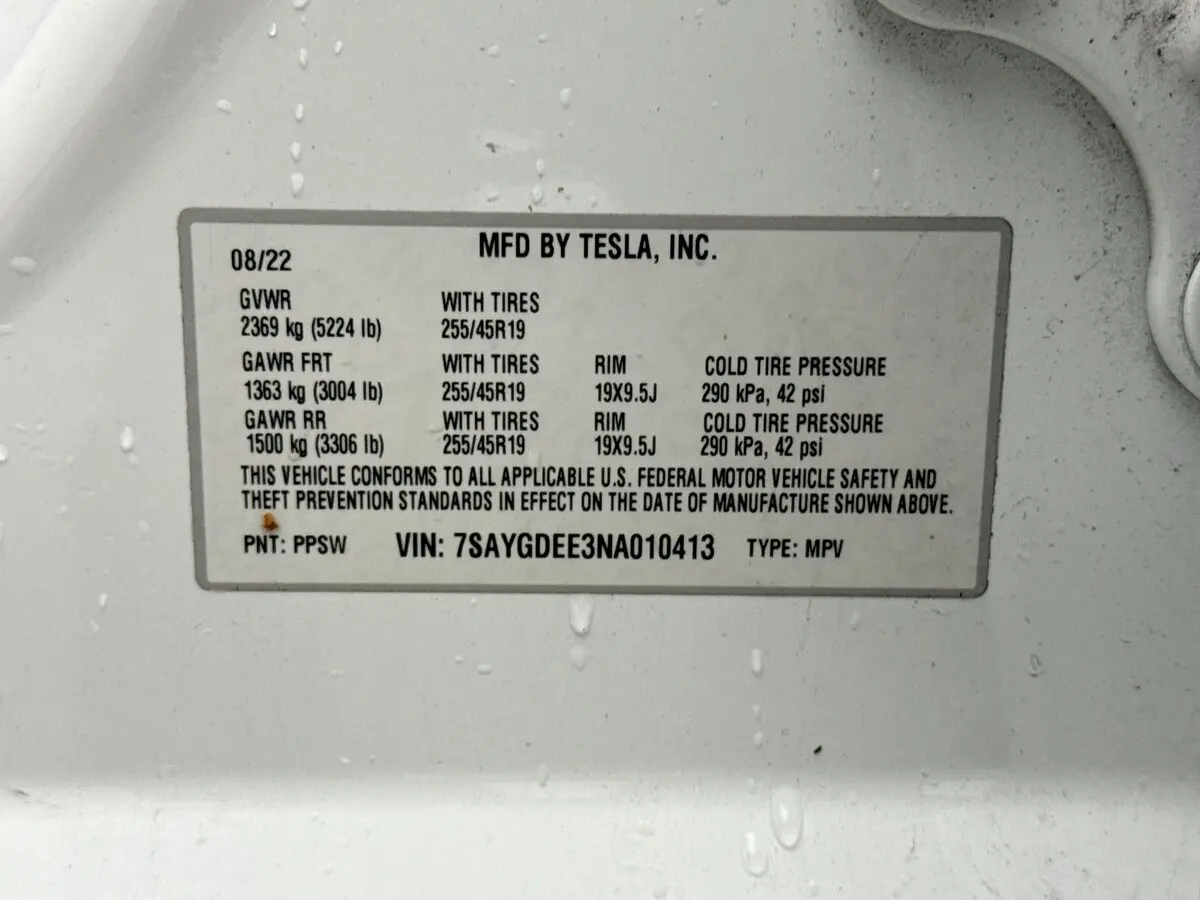 MFD BY TESLA, INC.
08/22
GVWR WITH TIRES
2369 kg (5224 lb) 255/45R19
GAWR FRT WITH TIRES RIM COLD TIRE PRESSURE
1363 kg (3004 lb) 255/45R19 19X9.5J 290 kPa, 42 psi
GAWR RR WITH TIRES RIM COLD TIRE PRESSURE
1500 kg (3306 lb) 255/45R19 19X9.5J 290 kPa, 42 psi
THIS VEHICLE CONFORMS TO ALL APPLICABLE U.S. FEDERAL MOTOR VEHICLE SAFETY AND
THEFT PREVENTION STANDARDS IN EFFECT ON THE DATE OF MANUFACTURE SHOWN ABOVE.
PNT: PPSW VIN: 7SAYGDEE3NA010413 TYPE: MPV